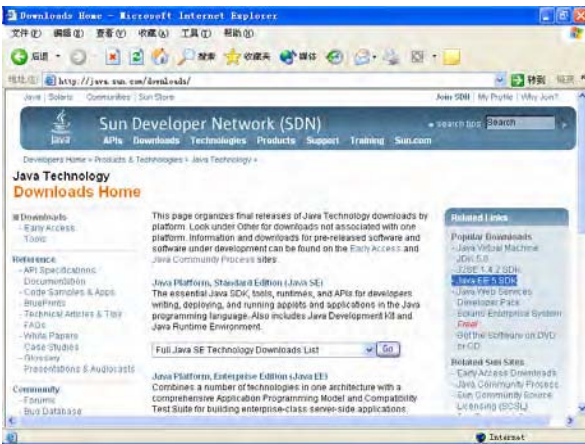 Downloads Home - Microsoft Internet Explorer
文件(F) 编辑(E) 查看(V) 收藏(A) 工具(T) 帮助(H)
后退 搜索 收藏夹 媒体
地址(D) http://java.sun.com/downloads/ 转到 链接
Java Solaris Communities Sun Store Join SDN My Profile Why Join?
Java
Sun Developer Network (SDN)
search tips Search
APIs Downloads Technologies Products Support Training Sun.com
Developers Home > Products & Technologies > Java Technology >
Java Technology
Downloads Home
Downloads
- Early Access
- Tools
Reference
- API Specifications
- Documentation
- Code Samples & Apps
- BluePrints
- Technical Articles & Tips
- FAQs
- White Papers
- Case Studies
- Glossary
- Presentations & Audiocasts
Community
- Forums
- Bug Database
This page organizes final releases of Java Technology downloads by
platform. Look under Other for downloads not associated with one
platform. Information and downloads for pre-released software and
software under development can be found on the Early Access and
Java Community Process sites.
Java Platform, Standard Edition (Java SE)
The essential Java SDK, tools, runtimes, and APIs for developers
writing, deploying, and running applets and applications in the Java
programming language. Also includes Java Development Kit and
Java Runtime Environment.
Full Java SE Technology Downloads List Go
Java Platform, Enterprise Edition (Java EE)
Combines a number of technologies in one architecture with a
comprehensive Application Programming Model and Compatibility
Test Suite for building enterprise-class server-side applications.
Related Links
Popular Downloads
- Java Virtual Machine
- JDK 5.0
- J2SE 1.4.2 SDK
- Java EE 5 SDK
- Java Web Services
Developer Pack
- Solaris Enterprise System
Free!
- Get the Software on DVD
or CD
Related Sun Sites
- Early Access Downloads
- Java Community Process
- Sun Community Source
Licensing (SCSL)
Internet